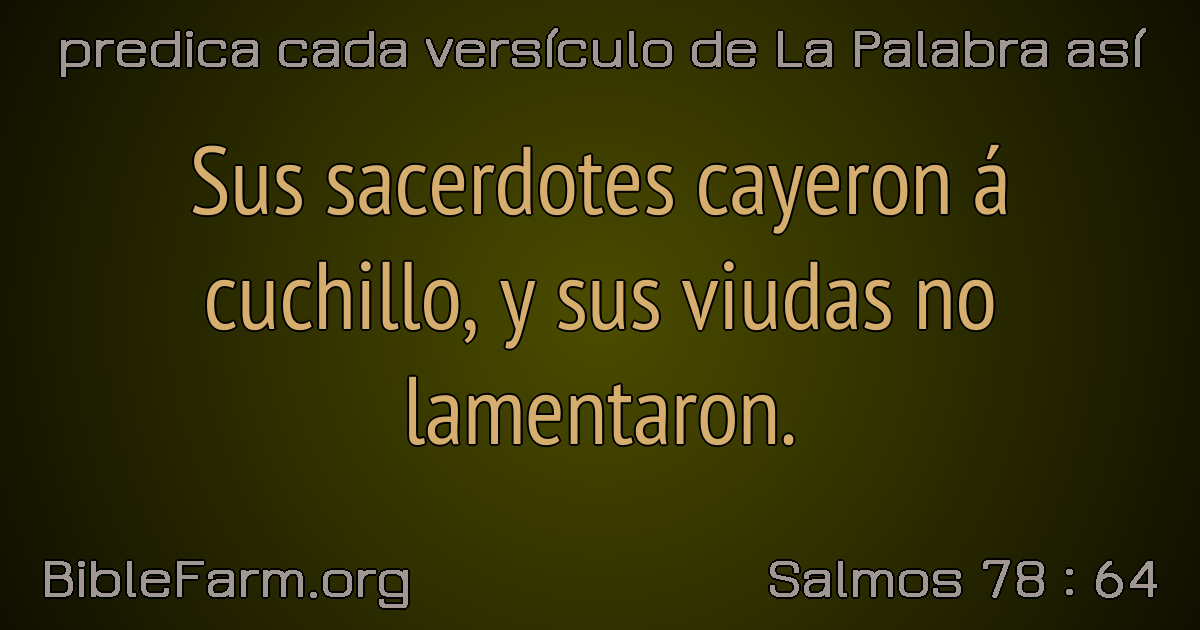 predica cada versículo de La Palabra así
Sus sacerdotes cayeron á
cuchillo, y sus viudas no
lamentaron.
BibleFarm.org
Salmos 78 : 64